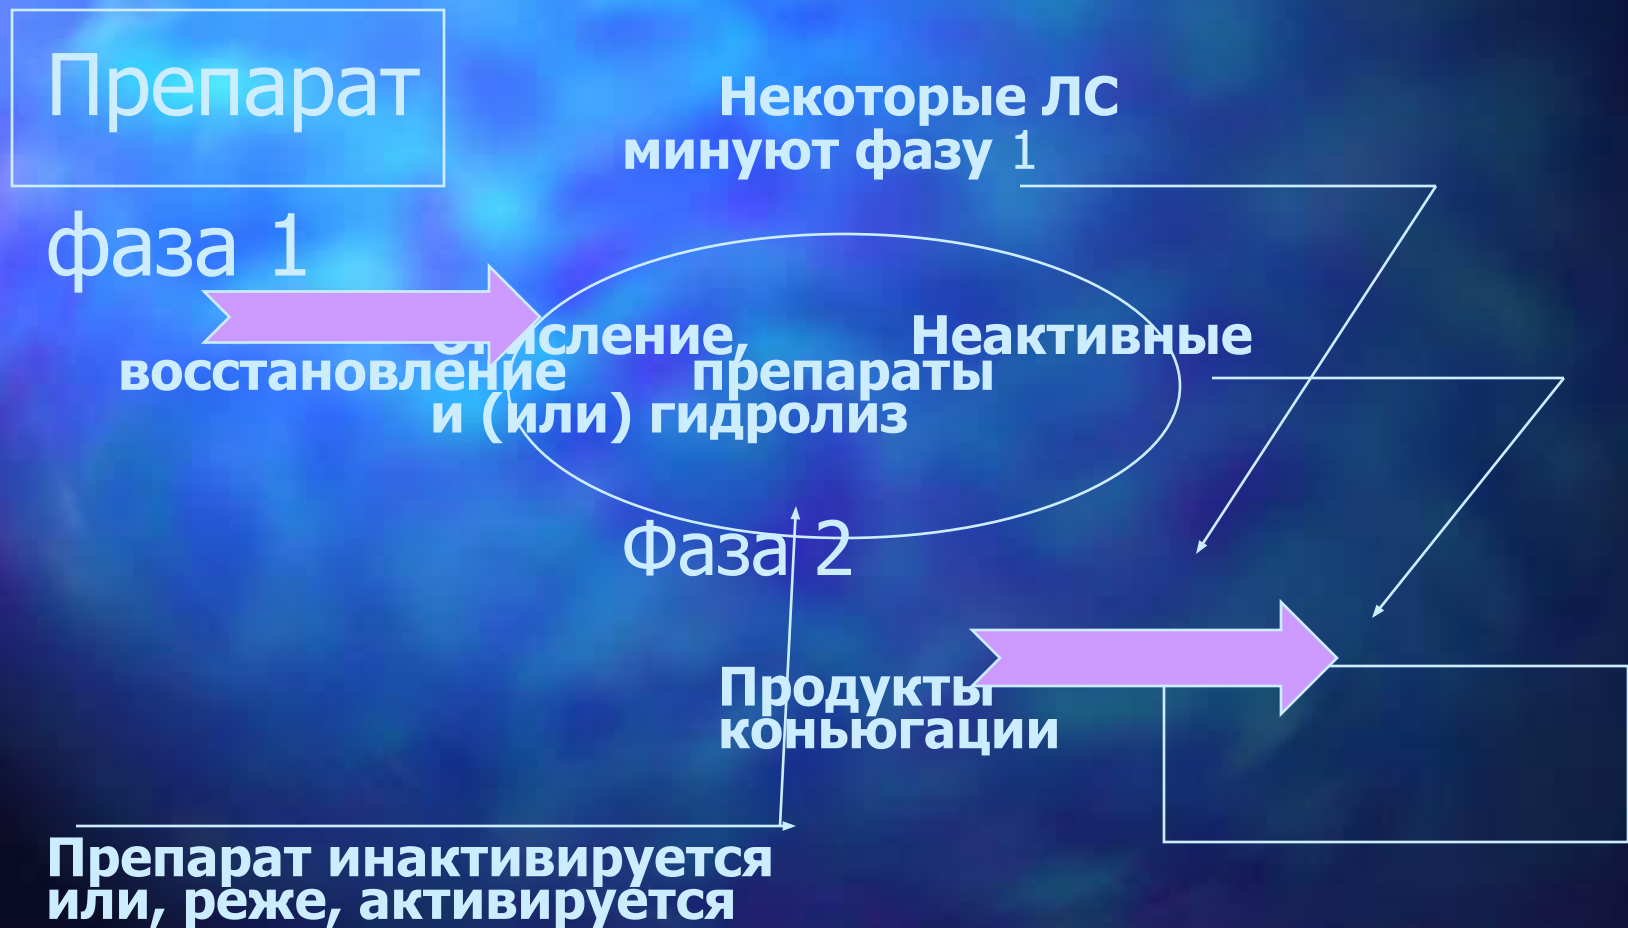 Препарат
Некоторые ЛС
минуют фазу 1
фаза 1
Окисление, Неактивные
восстановление препараты
и (или) гидролиз
Фаза 2
Продукты
коньюгации
Препарат инактивируется
или, реже, активируется